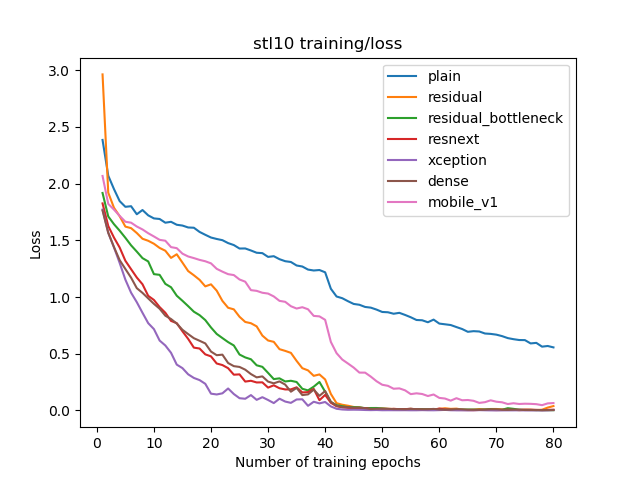 stl10 training/loss
3.0
2.5
2.0
1.5
1.0
0.5
0.0
Loss
plain
residual
residual_bottleneck
resnext
xception
dense
mobile_v1
0 10 20 30 40 50 60 70 80
Number of training epochs